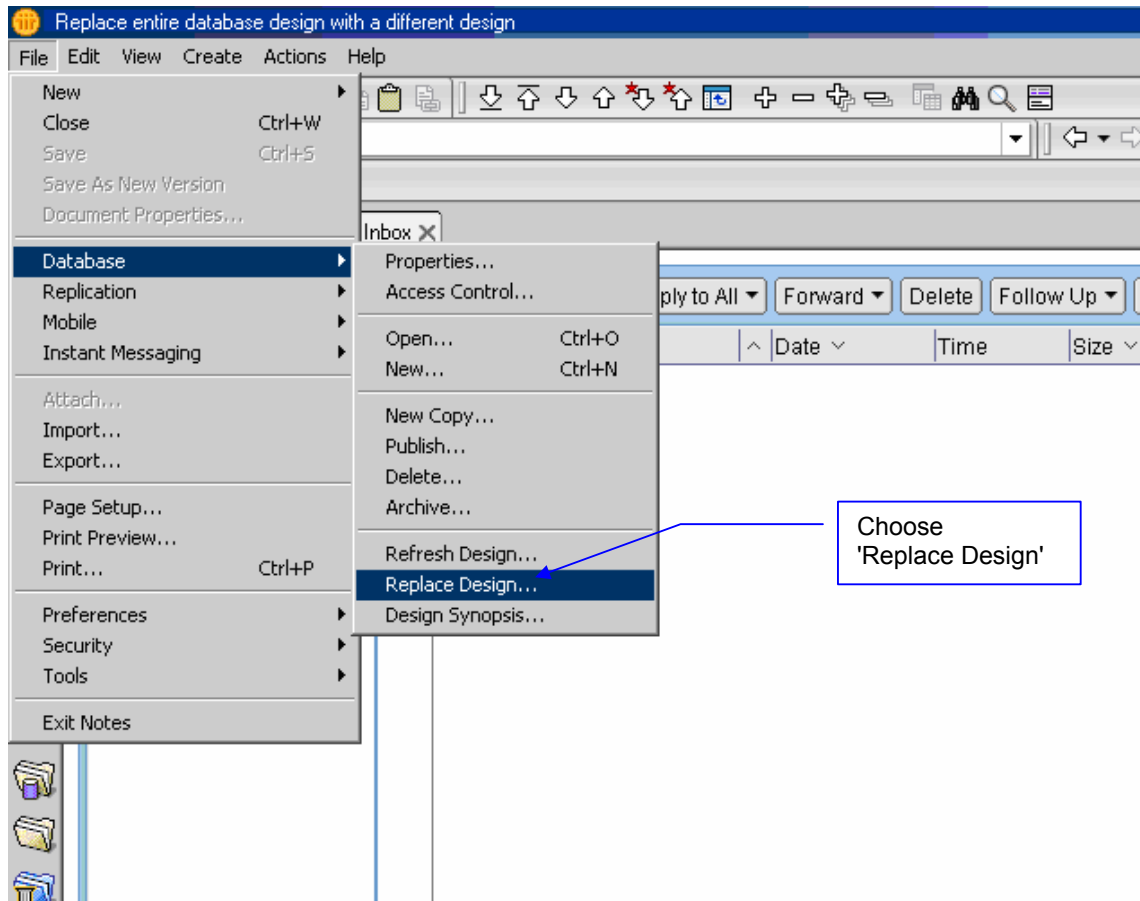 Replace entire database design with a different design
File Edit View Create Actions Help
New
Close Ctrl+W
Save Ctrl+S
Save As New Version
Document Properties...
Inbox
Database
Replication
Mobile
Instant Messaging
Attach...
Import...
Export...
Page Setup...
Print Preview...
Print... Ctrl+P
Preferences
Security
Tools
Exit Notes
Properties...
Access Control...
Open... Ctrl+O
New... Ctrl+N
New Copy...
Publish...
Delete...
Archive...
Refresh Design...
Replace Design...
Design Synopsis...
ply to All Forward Delete Follow Up
Date Time Size
Choose
'Replace Design'